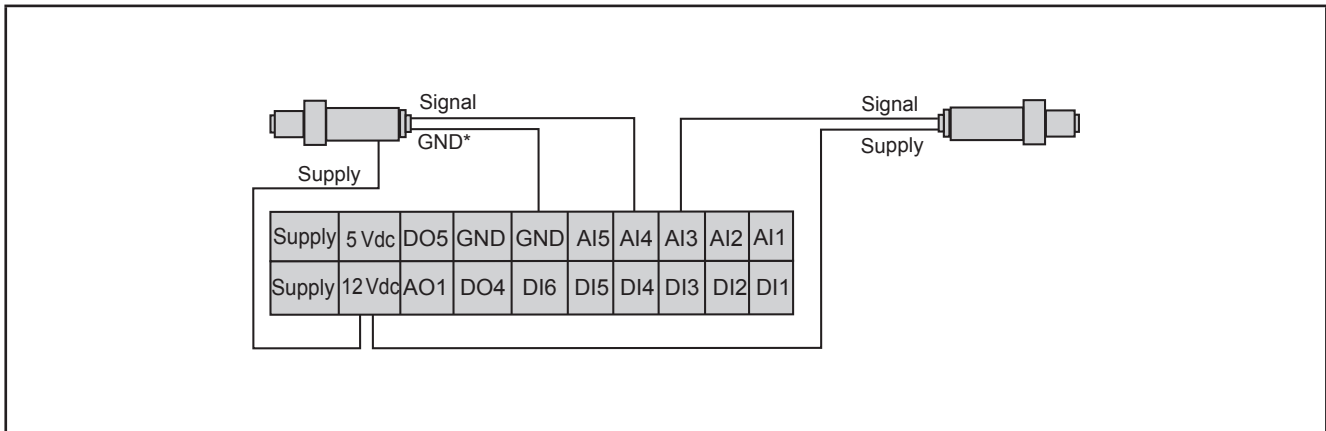 Signal
GND*
Supply
Signal
Supply
Supply 5 Vdc DO5 GND GND AI5 AI4 AI3 AI2 AI1
Supply 12 Vdc AO1 DO4 DI6 DI5 DI4 DI3 DI2 DI1